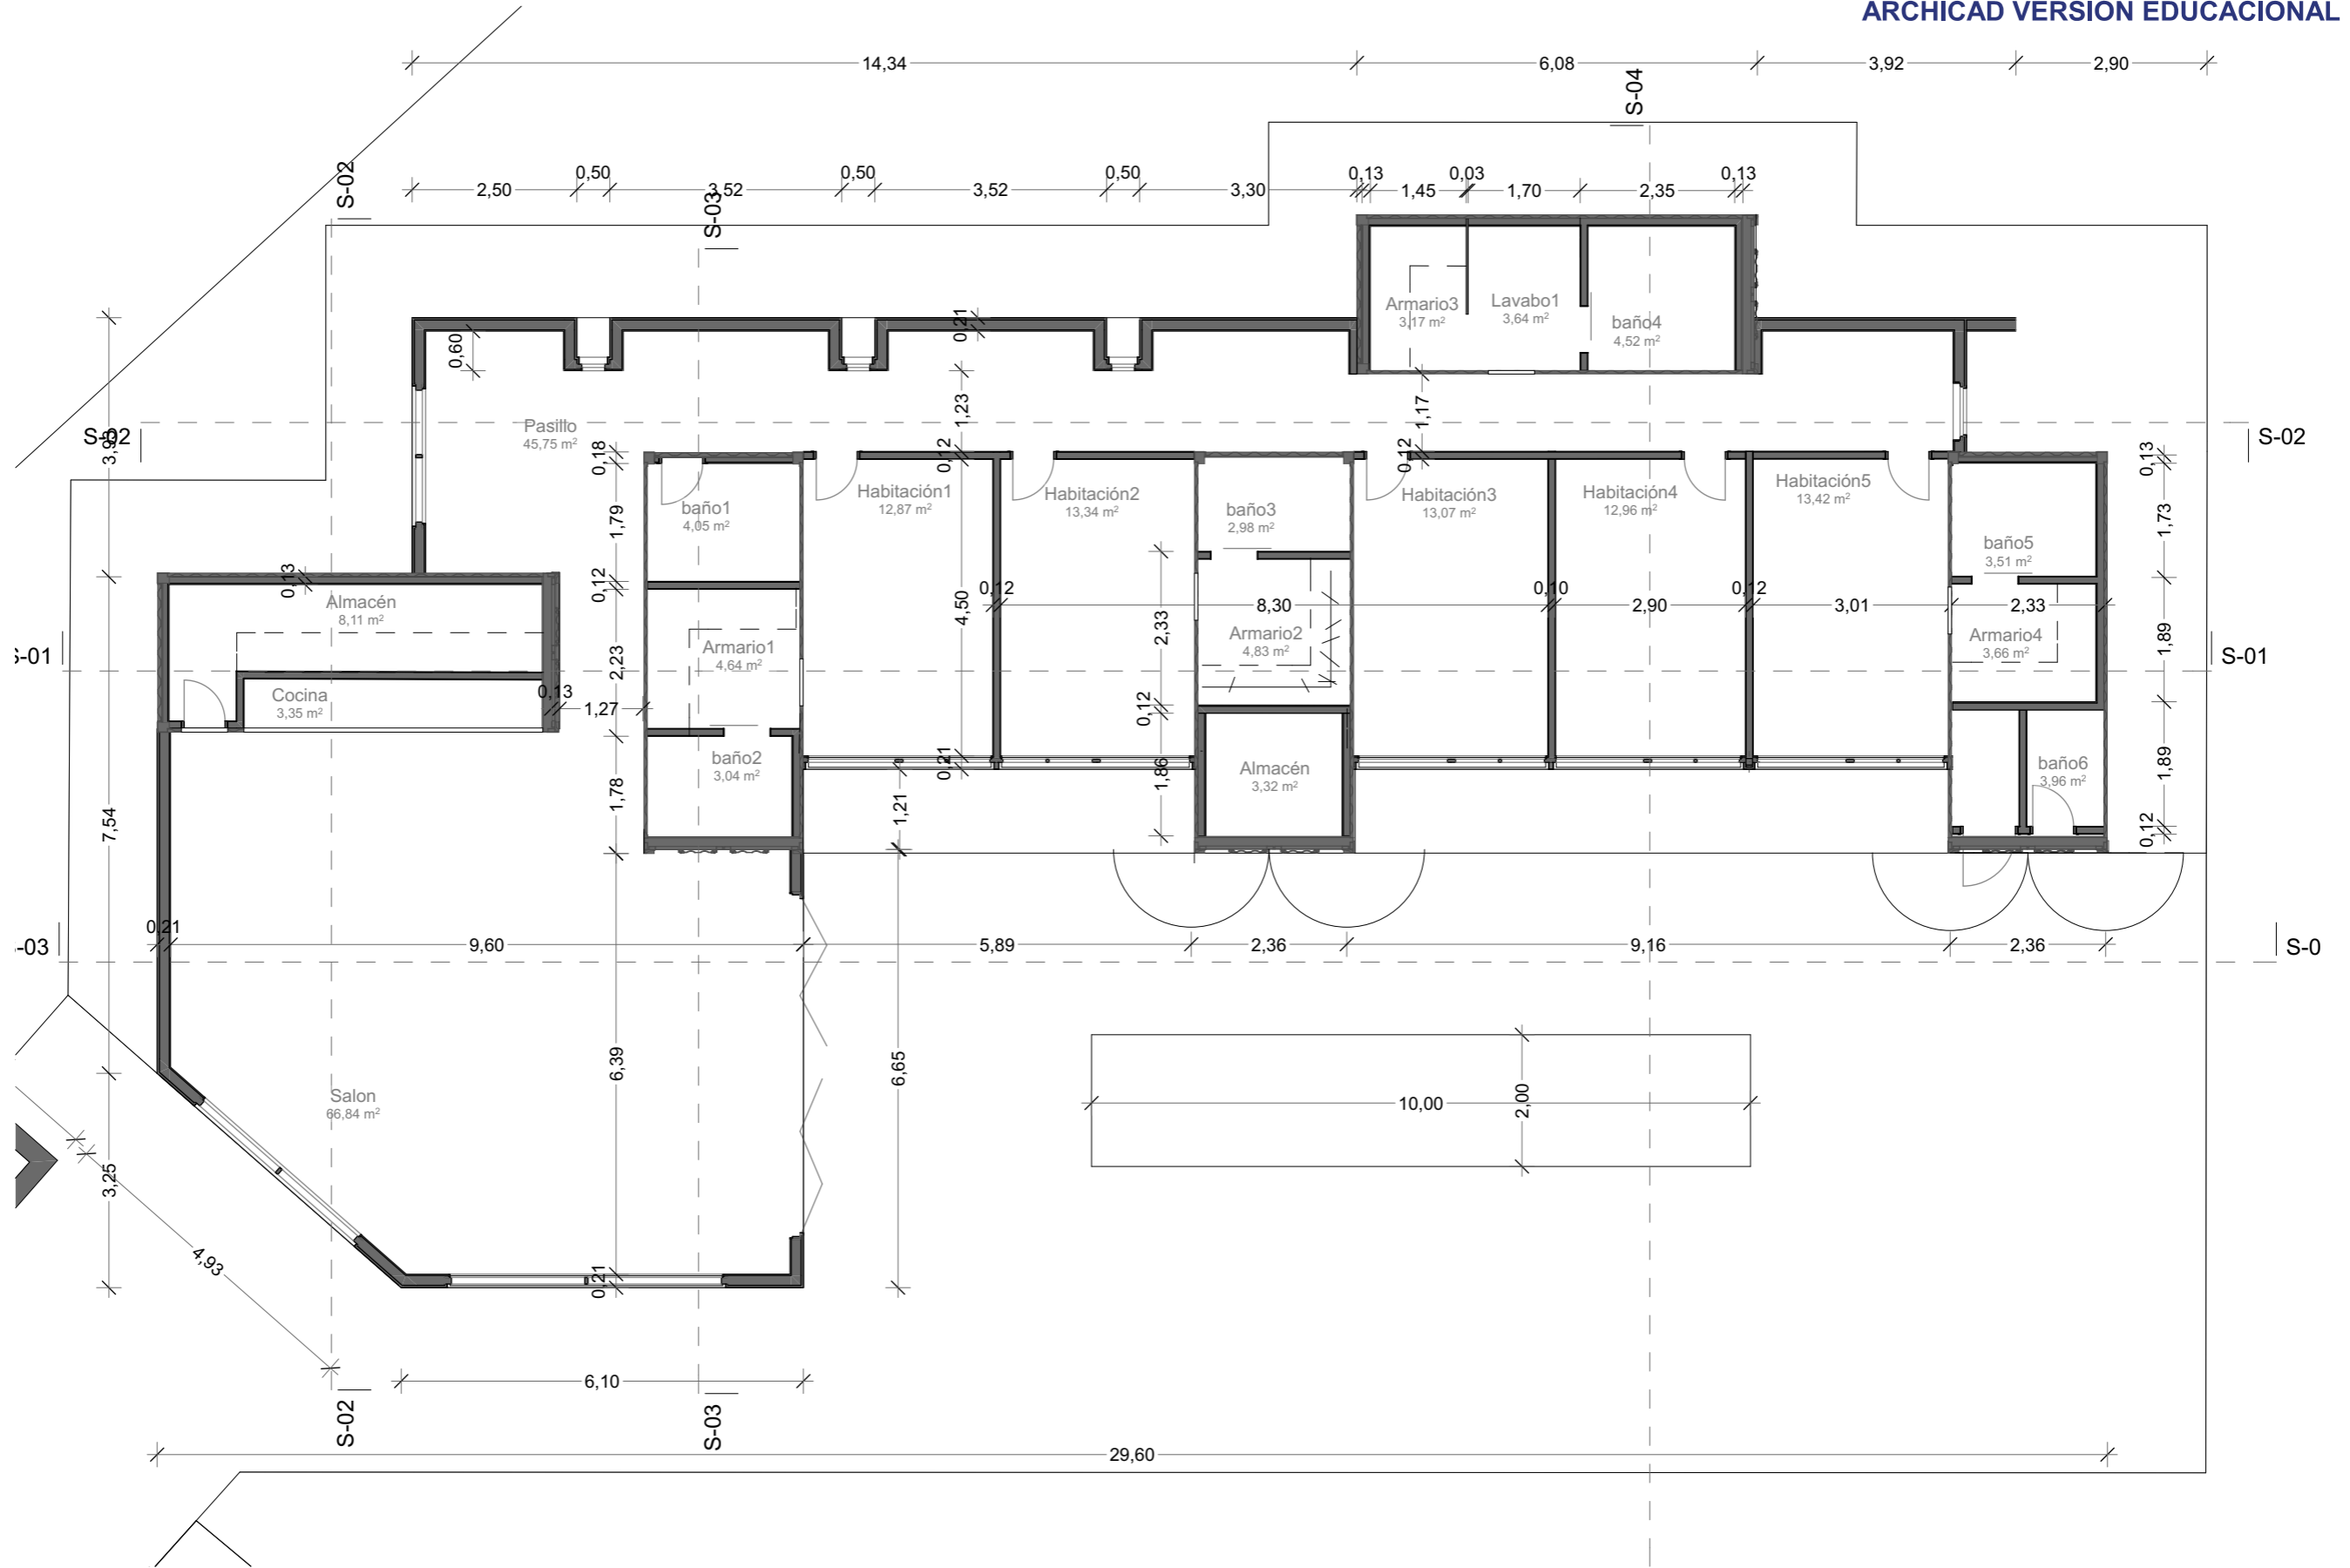 ARCHICAD VERSION EDUCACIONAL
14,34
6,08
3,92
2,90
S-04
S-02
S-03
2,50
0,50
3,52
0,50
3,52
0,50
3,30
0,13
1,45
0,03
1,70
2,35
0,13
Armario3
3,17 m²
Lavabo1
3,64 m²
baño4
4,52 m²
0,60
0,21
1,23
1,17
Pasillo
45,75 m²
S-02
S-02
0,18
0,12
0,12
0,13
baño1
4,05 m²
Habitación1
12,87 m²
Habitación2
13,34 m²
baño3
2,98 m²
Habitación3
13,07 m²
Habitación4
12,96 m²
Habitación5
13,42 m²
baño5
3,51 m²
1,79
1,73
0,13
Almacén
8,11 m²
0,12
0,12
4,50
8,30
0,10
2,90
0,12
3,01
2,33
2,33
Armario1
4,64 m²
Armario2
4,83 m²
Armario4
3,66 m²
1,89
S-01
S-01
2,23
Cocina
3,35 m²
0,13
1,27
0,12
baño2
3,04 m²
0,21
Almacén
3,32 m²
1,86
baño6
3,96 m²
1,89
1,78
1,21
7,54
0,12
0,21
-03
9,60
5,89
2,36
9,16
2,36
S-0
6,39
6,65
Salon
66,84 m²
10,00
2,00
3,25
4,93
0,21
6,10
S-02
S-03
29,60